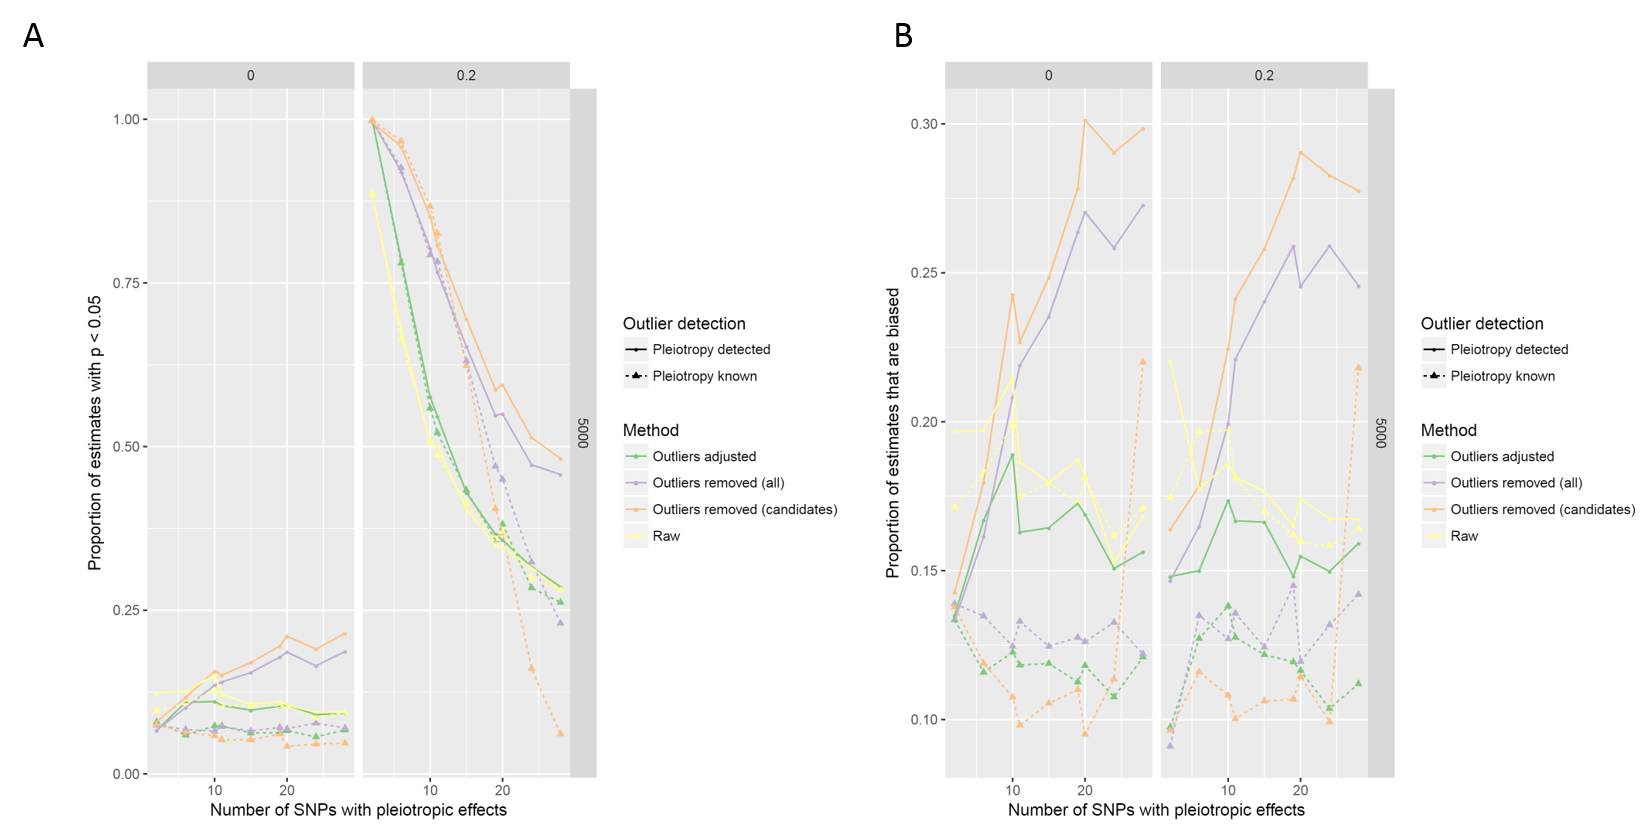 A
0 0.2
1.00
0.75
0.50
0.25
0.00
Proportion of estimates with p < 0.05
5000
10 20 10 20
Number of SNPs with pleiotropic effects
Outlier detection
Pleiotropy detected
Pleiotropy known
Method
Outliers adjusted
Outliers removed (all)
Outliers removed (candidates)
Raw
B
0 0.2
0.30
0.25
0.20
0.15
0.10
Proportion of estimates that are biased
5000
10 20 10 20
Number of SNPs with pleiotropic effects
Outlier detection
Pleiotropy detected
Pleiotropy known
Method
Outliers adjusted
Outliers removed (all)
Outliers removed (candidates)
Raw